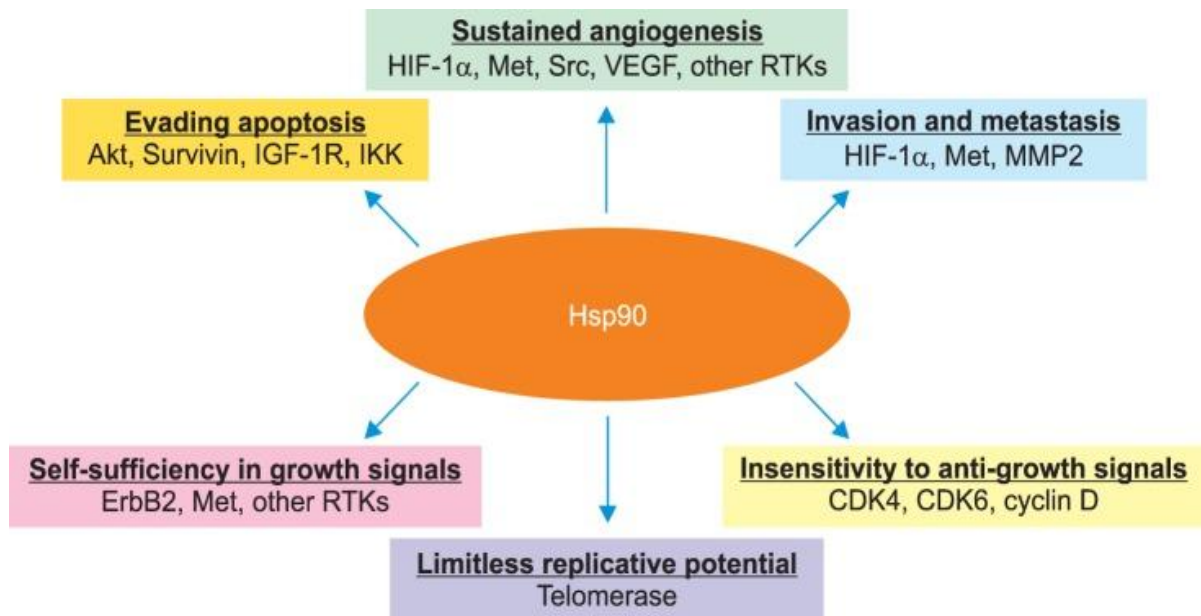 Sustained angiogenesis
HIF-1α, Met, Src, VEGF, other RTKs
Evading apoptosis
Akt, Survivin, IGF-1R, IKK
Invasion and metastasis
HIF-1α, Met, MMP2
Hsp90
Self-sufficiency in growth signals
ErbB2, Met, other RTKs
Insensitivity to anti-growth signals
CDK4, CDK6, cyclin D
Limitless replicative potential
Telomerase